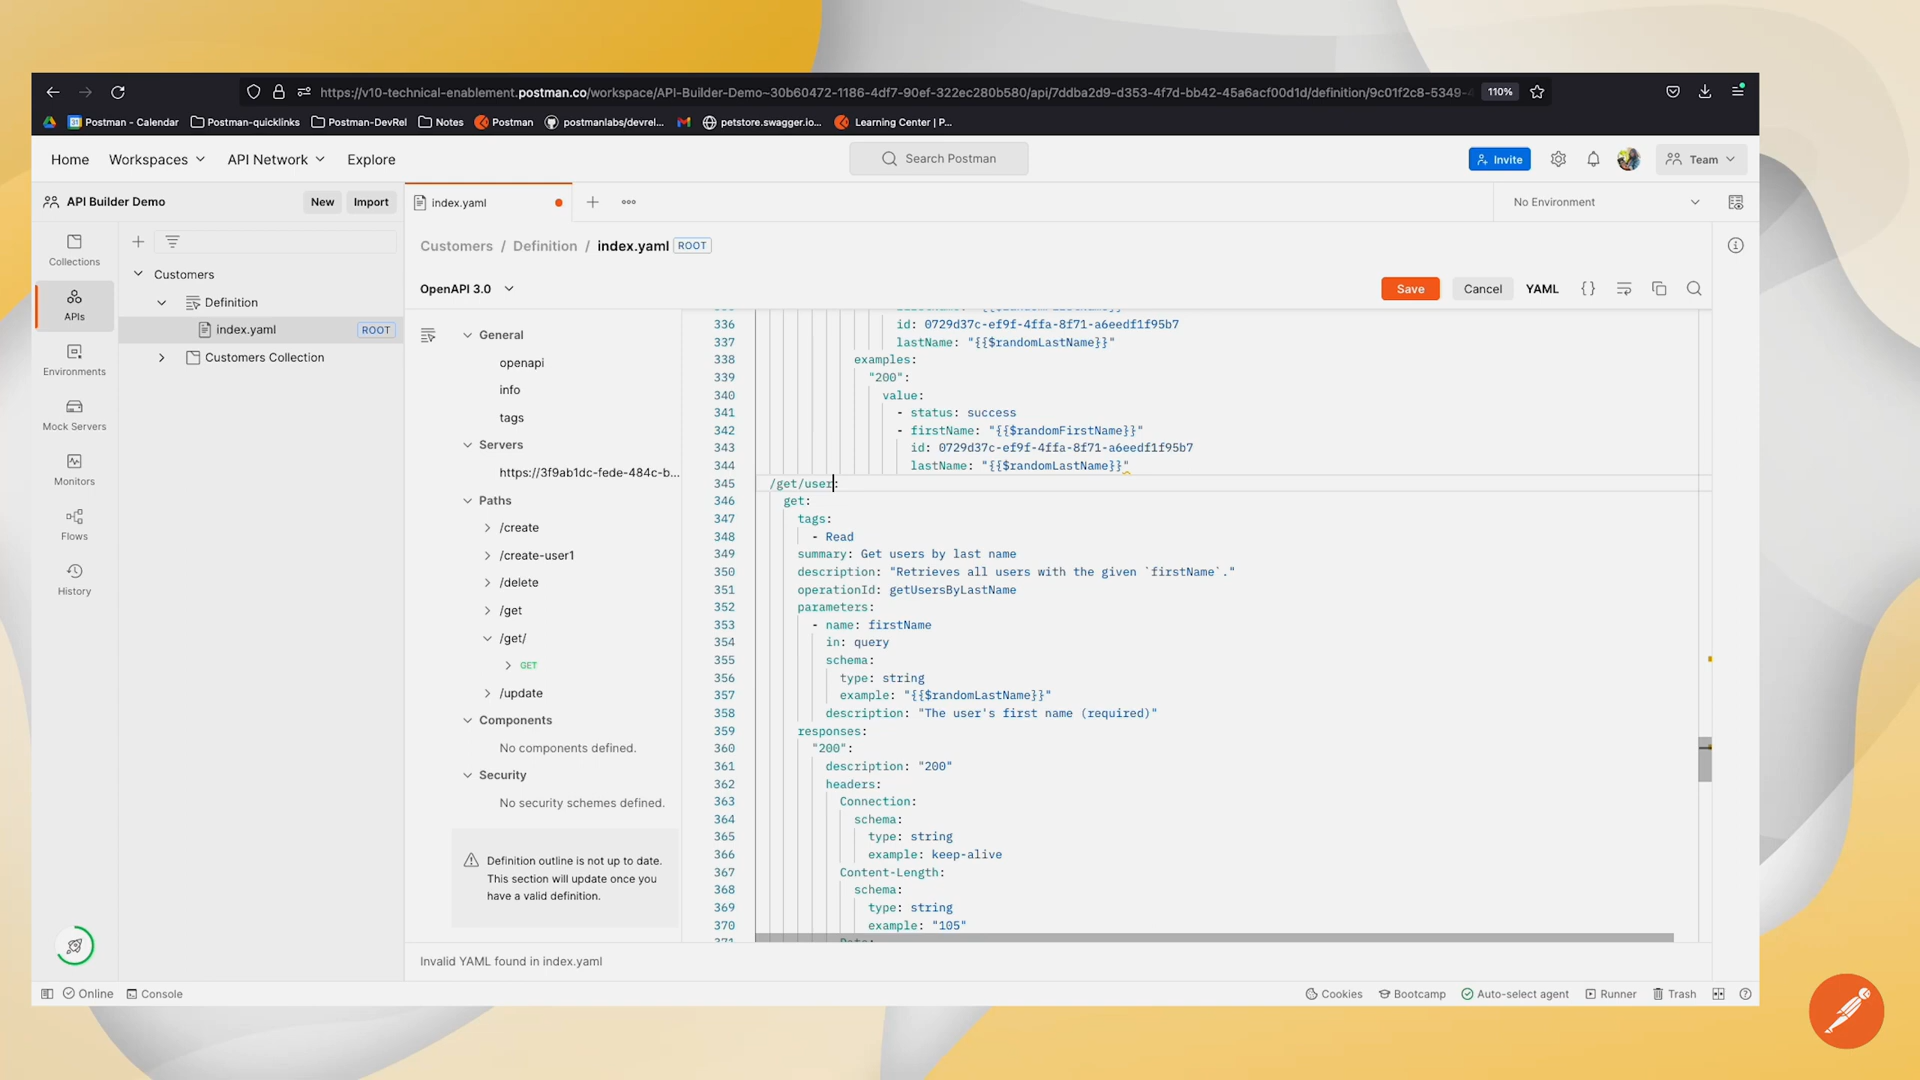 https://v10-technical-enablement.postman.co/workspace/API-Builder-Demo~30b60472-1186-4df7-90ef-322ec280b580/api/7ddba2d9-d353-4f7d-bb42-45a6acf00d1d/definition/9c01f2c8-5349-4
110%
Postman - Calendar
Postman-quicklinks
Postman-DevRel
Notes
Postman
postmanlabs/devrel...
petstore.swagger.io...
Learning Center | P...
Home
Workspaces
API Network
Explore
Search Postman
Invite
Team
API Builder Demo
New
Import
index.yaml
No Environment
Collections
APIs
Environments
Mock Servers
Monitors
Flows
History
Customers
Definition
index.yaml ROOT
Customers Collection
Customers / Definition / index.yaml ROOT
OpenAPI 3.0
Save
Cancel
YAML
General
openapi
info
tags
Servers
https://3f9ab1dc-fede-484c-b...
Paths
/create
/create-user1
/delete
/get
/get/
GET
/update
Components
No components defined.
Security
No security schemes defined.
Definition outline is not up to date.
This section will update once you
have a valid definition.
336 id: 0729d37c-ef9f-4ffa-8f71-a6eedf1f95b7
337 lastName: "{{$randomLastName}}"
338 examples:
339 "200":
340 value:
341 - status: success
342 - firstName: "{{$randomFirstName}}"
343 id: 0729d37c-ef9f-4ffa-8f71-a6eedf1f95b7
344 lastName: "{{$randomLastName}}"
345 /get/user:
346 get:
347 tags:
348 - Read
349 summary: Get users by last name
350 description: "Retrieves all users with the given `firstName`."
351 operationId: getUsersByLastName
352 parameters:
353 - name: firstName
354 in: query
355 schema:
356 type: string
357 example: "{{$randomLastName}}"
358 description: "The user's first name (required)"
359 responses:
360 "200":
361 description: "200"
362 headers:
363 Connection:
364 schema:
365 type: string
366 example: keep-alive
367 Content-Length:
368 schema:
369 type: string
370 example: "105"
Invalid YAML found in index.yaml
Online
Console
Cookies
Bootcamp
Auto-select agent
Runner
Trash